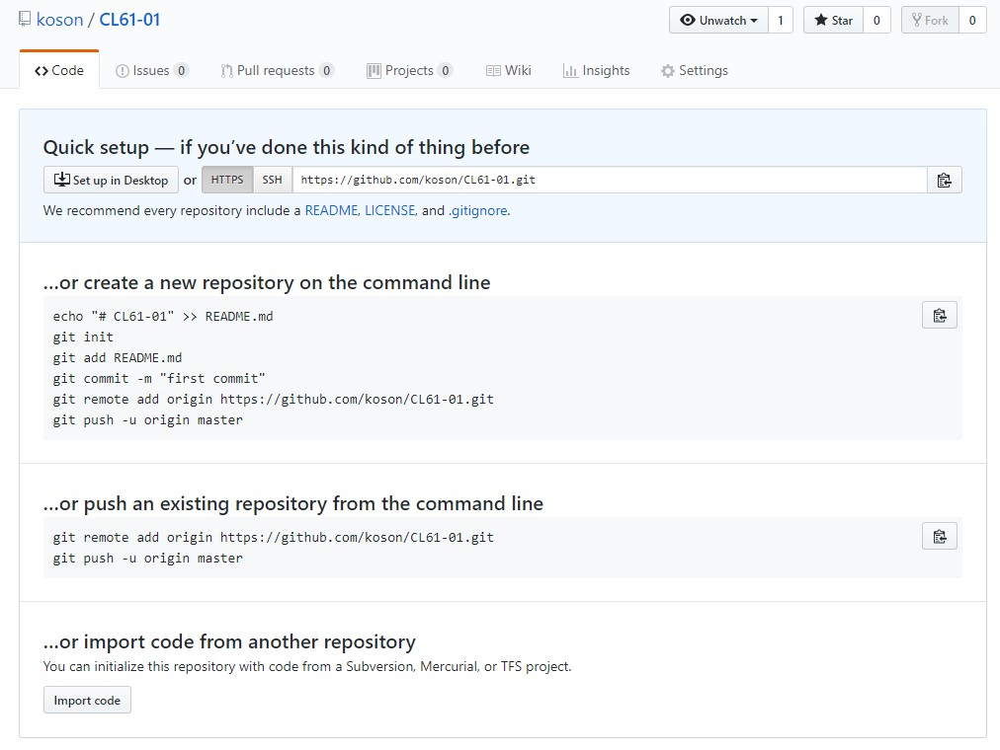 koson / CL61-01
Unwatch 1 Star 0 Fork 0
Code Issues 0 Pull requests 0 Projects 0 Wiki Insights Settings
Quick setup — if you’ve done this kind of thing before
Set up in Desktop or HTTPS SSH https://github.com/koson/CL61-01.git
We recommend every repository include a README, LICENSE, and .gitignore.
…or create a new repository on the command line
echo "# CL61-01" >> README.md
git init
git add README.md
git commit -m "first commit"
git remote add origin https://github.com/koson/CL61-01.git
git push -u origin master
…or push an existing repository from the command line
git remote add origin https://github.com/koson/CL61-01.git
git push -u origin master
…or import code from another repository
You can initialize this repository with code from a Subversion, Mercurial, or TFS project.
Import code